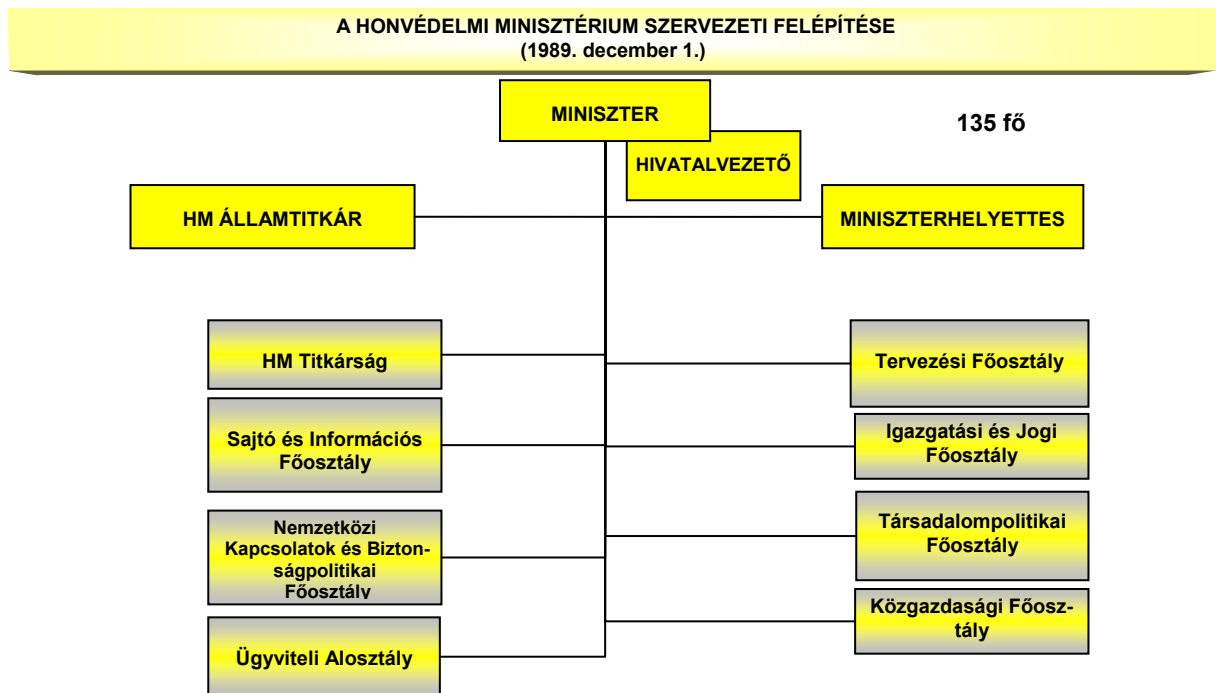 A HONVÉDELMI MINISZTÉRIUM SZERVEZETI FELÉPÍTÉSE
(1989. december 1.)
MINISZTER
135 fő
HIVATALVEZETŐ
HM ÁLLAMTITKÁR
MINISZTERHELYETTES
HM Titkárság
Tervezési Főosztály
Sajtó és Információs
Főosztály
Igazgatási és Jogi
Főosztály
Nemzetközi
Kapcsolatok és Bizton-
ságpolitikai
Főosztály
Társadalompolitikai
Főosztály
Ügyviteli Alosztály
Közgazdasági Főosz-
tály